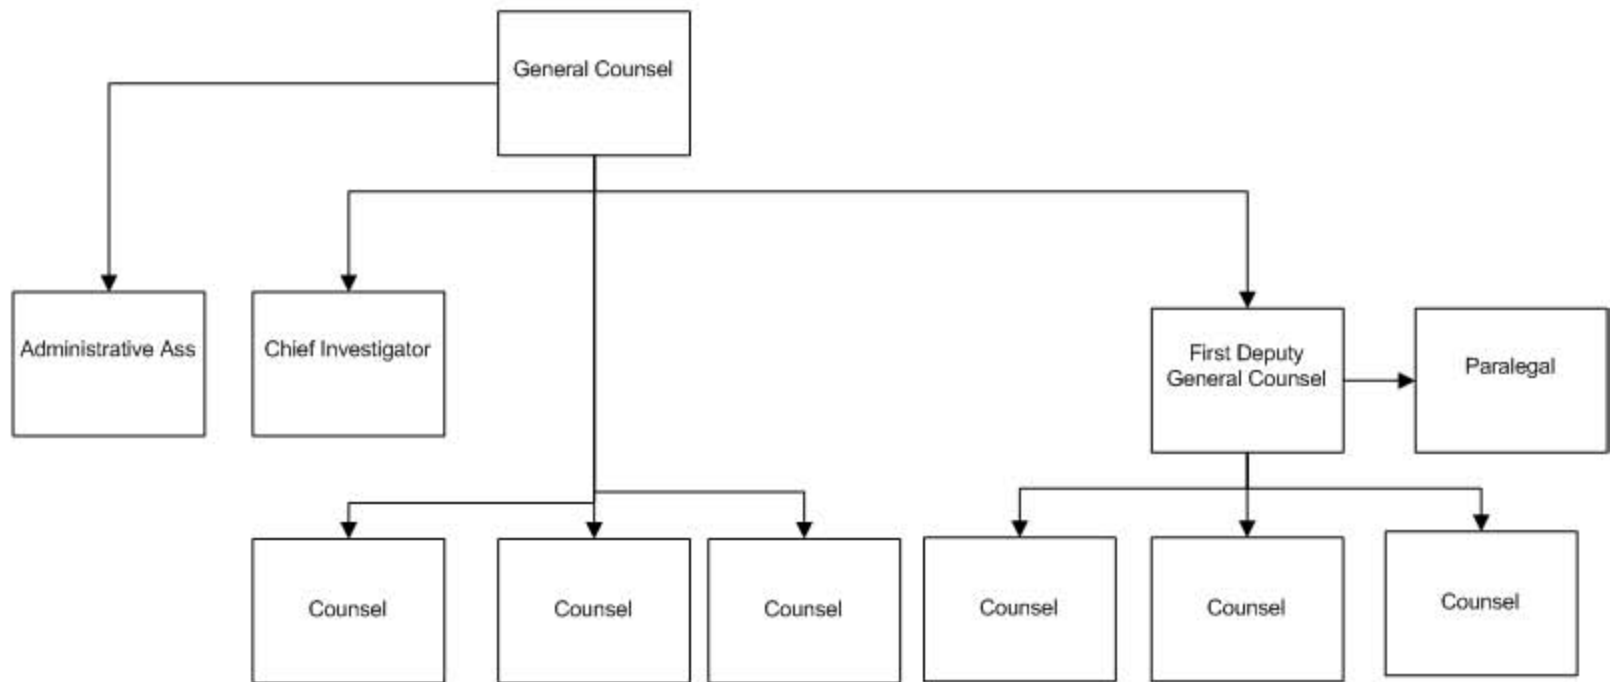 General Counsel
Administrative Ass
Chief Investigator
First Deputy
General Counsel
Paralegal
Counsel
Counsel
Counsel
Counsel
Counsel
Counsel